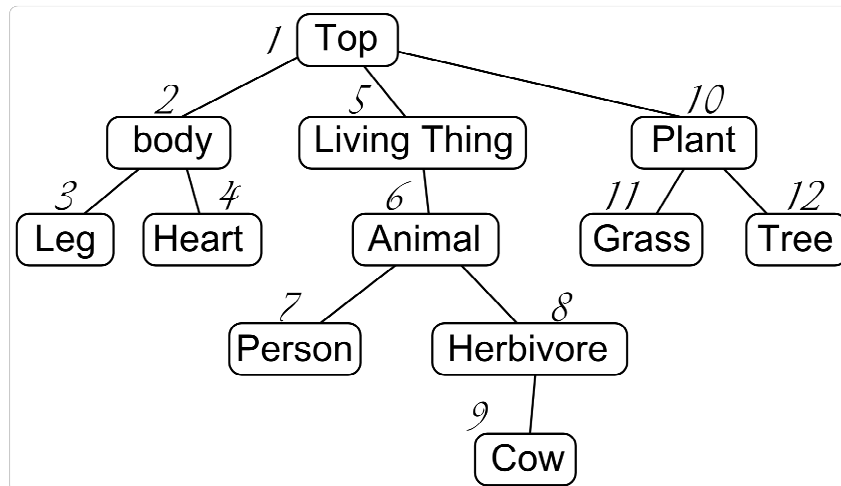 1 Top
2 5 10
body Living Thing Plant
3 4 6 11 12
Leg Heart Animal Grass Tree
7 8
Person Herbivore
9
Cow